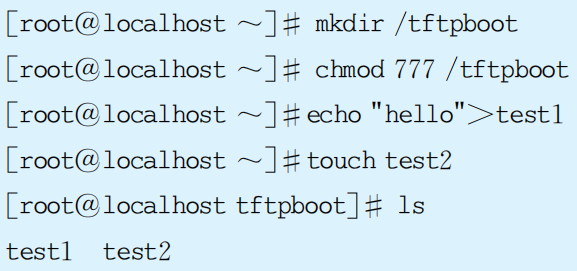 [root@localhost ~]# mkdir /tftpboot
[root@localhost ~]# chmod 777 /tftpboot
[root@localhost ~]#echo "hello">test1
[root@localhost ~]#touch test2
[root@localhost tftpboot]# ls
test1 test2